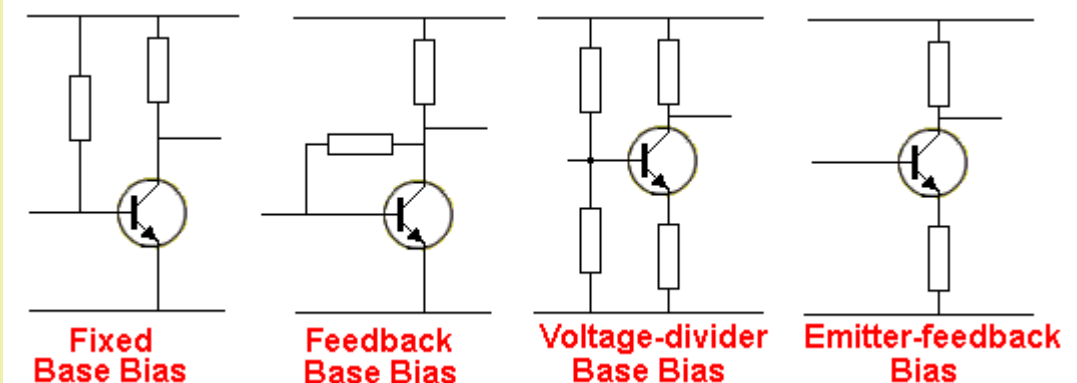 Fixed
Base Bias
Feedback
Base Bias
Voltage-divider
Base Bias
Emitter-feedback
Bias